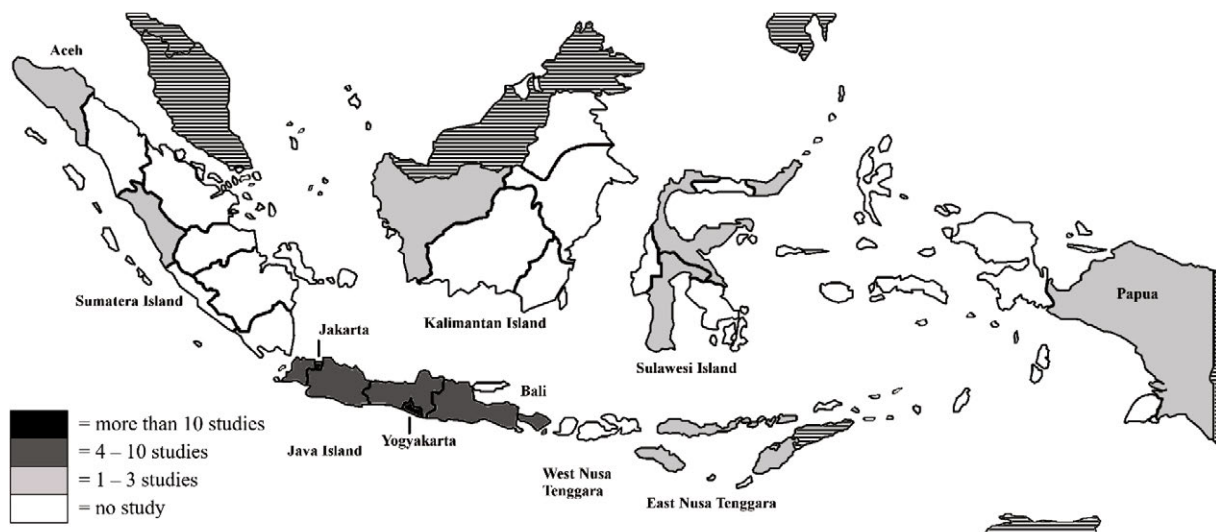 Aceh
Sumatera Island
Kalimantan Island
Sulawesi Island
Papua
Jakarta
Bali
Yogyakarta
Java Island
West Nusa
Tenggara
East Nusa Tenggara
= more than 10 studies
= 4 – 10 studies
= 1 – 3 studies
= no study